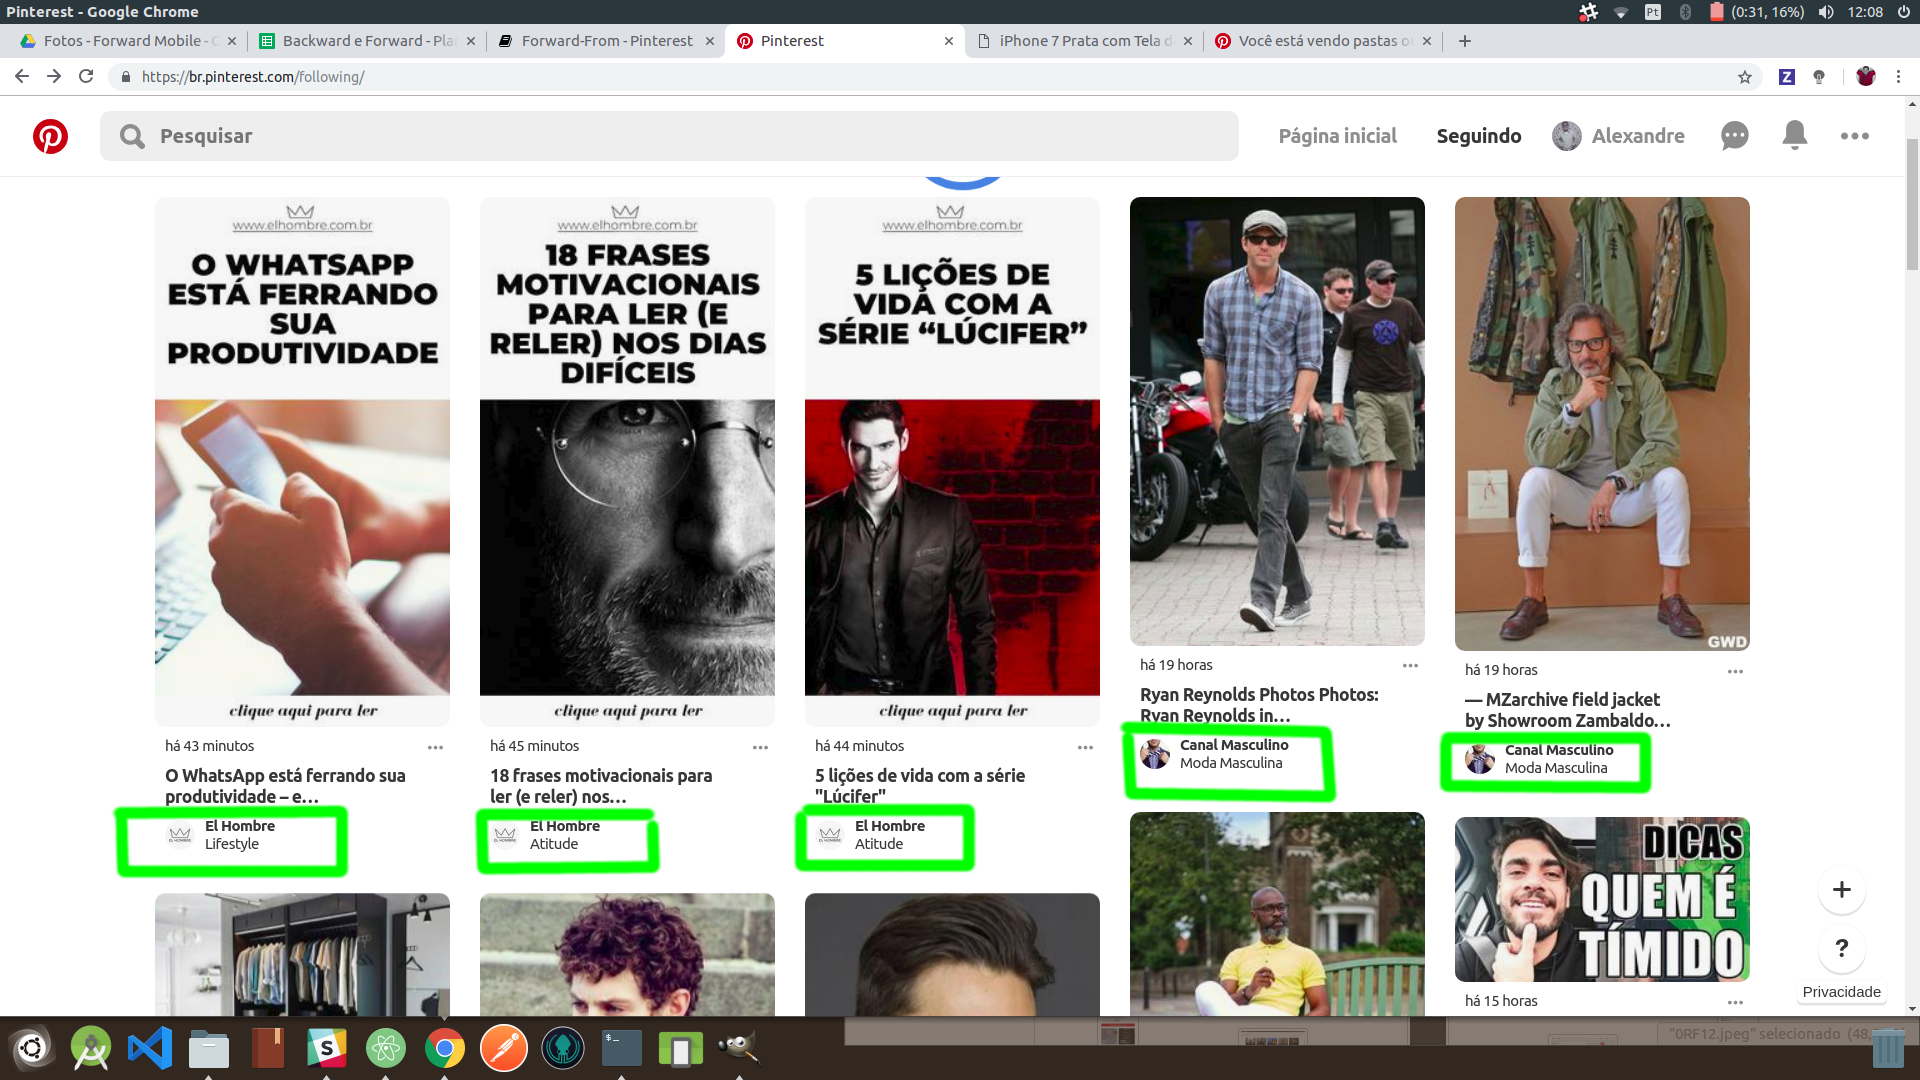 Pinterest - Google Chrome
Pt
(0:31, 16%)
12:08
Fotos - Forward Mobile -
Backward e Forward - Plan
Forward-From - Pinterest
Pinterest
iPhone 7 Prata com Tela d
Você está vendo pastas o
https://br.pinterest.com/following/
Z
Pesquisar
Página inicial
Seguindo
Alexandre
www.elhombre.com.br
O WHATSAPP
ESTÁ FERRANDO
SUA
PRODUTIVIDADE
clique aqui para ler
há 43 minutos
O WhatsApp está ferrando sua
produtividade – e...
El Hombre
Lifestyle
www.elhombre.com.br
18 FRASES
MOTIVACIONAIS
PARA LER (E
RELER) NOS DIAS
DIFÍCEIS
clique aqui para ler
há 45 minutos
18 frases motivacionais para
ler (e reler) nos...
El Hombre
Atitude
www.elhombre.com.br
5 LIÇÕES DE
VIDA COM A
SÉRIE “LÚCIFER”
clique aqui para ler
há 44 minutos
5 lições de vida com a série
"Lúcifer"
El Hombre
Atitude
há 19 horas
Ryan Reynolds Photos Photos:
Ryan Reynolds in...
Canal Masculino
Moda Masculina
GWD
há 19 horas
— MZarchive field jacket
by Showroom Zambaldo...
Canal Masculino
Moda Masculina
DICAS
QUEM É
TÍMIDO
há 15 horas
+
?
Privacidade
"0RF12.jpeg" selecionado (48,